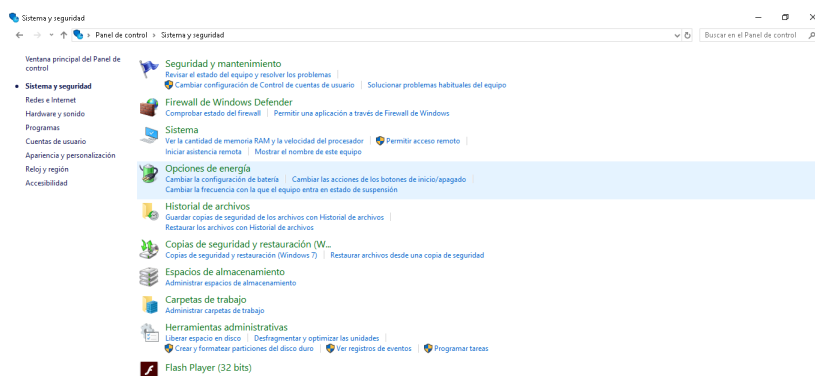 Sistema y seguridad
Panel de control > Sistema y seguridad
Buscar en el Panel de control
Ventana principal del Panel de
control
Sistema y seguridad
Redes e Internet
Hardware y sonido
Programas
Cuentas de usuario
Apariencia y personalización
Reloj y región
Accesibilidad
Seguridad y mantenimiento
Revisar el estado del equipo y resolver los problemas
Cambiar configuración de Control de cuentas de usuario | Solucionar problemas habituales del equipo
Firewall de Windows Defender
Comprobar estado del firewall | Permitir una aplicación a través de Firewall de Windows
Sistema
Ver la cantidad de memoria RAM y la velocidad del procesador | Permitir acceso remoto
Iniciar asistencia remota | Mostrar el nombre de este equipo
Opciones de energía
Cambiar la configuración de batería | Cambiar las acciones de los botones de inicio/apagado
Cambiar la frecuencia con la que el equipo entra en estado de suspensión
Historial de archivos
Guardar copias de seguridad de los archivos con Historial de archivos
Restaurar los archivos con Historial de archivos
Copias de seguridad y restauración (W...
Copias de seguridad y restauración (Windows 7) | Restaurar archivos desde una copia de seguridad
Espacios de almacenamiento
Administrar espacios de almacenamiento
Carpetas de trabajo
Administrar carpetas de trabajo
Herramientas administrativas
Liberar espacio en disco | Desfragmentar y optimizar las unidades
Crear y formatear particiones del disco duro | Ver registros de eventos | Programar tareas
Flash Player (32 bits)